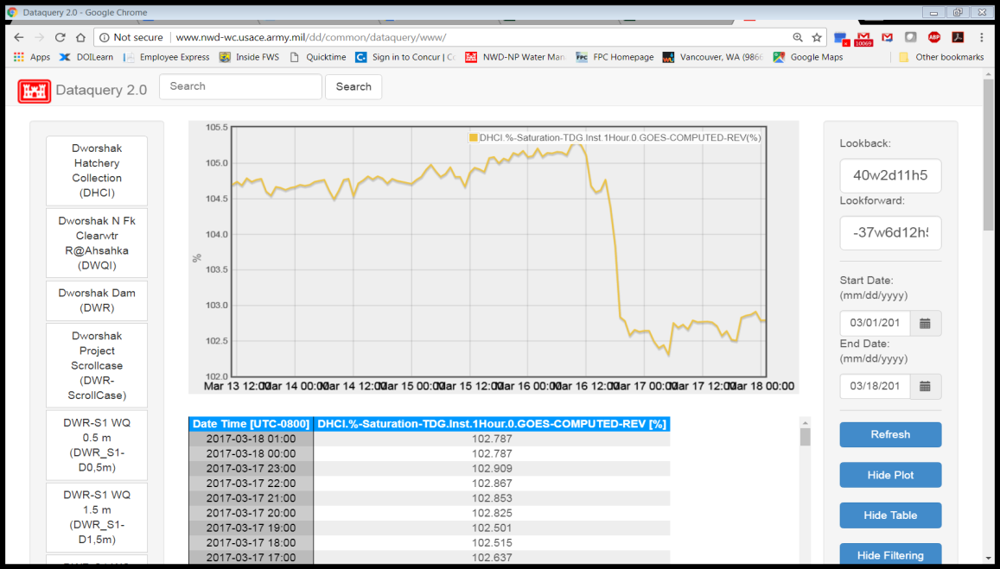 Dataquery 2.0 - Google Chrome
Not secure | www.nwd-wc.usace.army.mil/dd/common/dataquery/www/
10069
ABP
Apps
DOILearn
Employee Express
Inside FWS
Quicktime
Sign in to Concur | Co
NWD-NP Water Man
FPC Homepage
Vancouver, WA (9866
Google Maps
Other bookmarks
Dataquery 2.0
Search
Search
Dworshak
Hatchery
Collection
(DHCI)
Dworshak N Fk
Clearwtr
R@Ahsahka
(DWQI)
Dworshak Dam
(DWR)
Dworshak
Project
Scrollcase
(DWR-
ScrollCase)
DWR-S1 WQ
0.5 m
(DWR_S1-
D0,5m)
DWR-S1 WQ
1.5 m
(DWR_S1-
D1,5m)
DHCI.%-Saturation-TDG.Inst.1Hour.0.GOES-COMPUTED-REV(%)
105.5
105.0
104.5
104.0
103.5
103.0
102.5
102.0
%
Mar 13 12:00
Mar 14 00:00
Mar 14 12:00
Mar 15 00:00
Mar 15 12:00
Mar 16 00:00
Mar 16 12:00
Mar 17 00:00
Mar 17 12:00
Mar 18 00:00
Date Time [UTC-0800] DHCI.%-Saturation-TDG.Inst.1Hour.0.GOES-COMPUTED-REV [%]
2017-03-18 01:00 102.787
2017-03-18 00:00 102.787
2017-03-17 23:00 102.909
2017-03-17 22:00 102.867
2017-03-17 21:00 102.853
2017-03-17 20:00 102.825
2017-03-17 19:00 102.501
2017-03-17 18:00 102.515
2017-03-17 17:00 102.637
Lookback:
40w2d11h5
Lookforward:
-37w6d12h5
Start Date:
(mm/dd/yyyy)
03/01/201
End Date:
(mm/dd/yyyy)
03/18/201
Refresh
Hide Plot
Hide Table
Hide Filtering